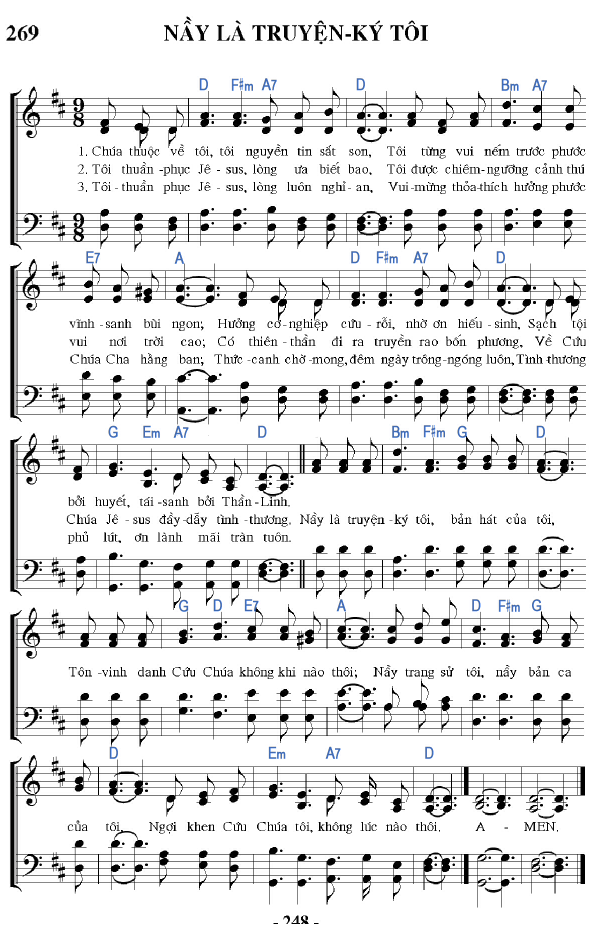 269 NẦY LÀ TRUYỆN-KÝ TÔI
D F#m A7 D Bm A7
1. Chúa thuộc về tôi, tôi nguyền tin sắt son, Tôi từng vui nếm trước phước
2. Tôi thuần-phục Jê-sus, lòng ưa biết bao, Tôi được chiêm-ngưỡng cảnh thú
3. Tôi-thuần phục Jê-sus, lòng luôn nghỉ-an, Vui-mừng thỏa-thích hưởng phước
E7 A D F#m A7 D
vĩnh-sanh bùi ngon; Hưởng cơ-nghiệp cứu-rỗi, nhờ ơn hiếu-sinh, Sạch tội
vui nơi trời cao; Có thiên-thần đi ra truyền rao bốn phương, Về Cứu
Chúa Cha hằng ban; Thức-canh chờ-mong, đêm ngày trông-ngóng luôn, Tình-thương
G Em A7 D Bm F#m G D
bởi huyết, tái-sanh bởi Thần-Linh.
Chúa Jê-sus đầy-dẫy tình-thương. Nầy là truyện-ký tôi, bản hát của tôi,
phủ lút, ơn lành mãi tràn tuôn.
G D E7 A D F#m G
Tôn-vinh danh Cứu Chúa không khi nào thôi; Nầy trang sử tôi, nầy bản ca
D Em A7 D
của tôi, Ngợi khen Cứu Chúa tôi, không lúc nào thôi. A-MEN.
- 248 -